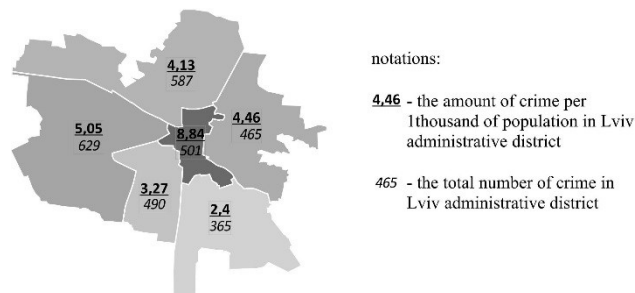 4,13
587
4,46
465
5,05
629
8,84
501
3,27
490
2,4
365
notations:
4,46 - the amount of crime per
1thousand of population in Lviv
administrative district
465 - the total number of crime in
Lviv administrative district